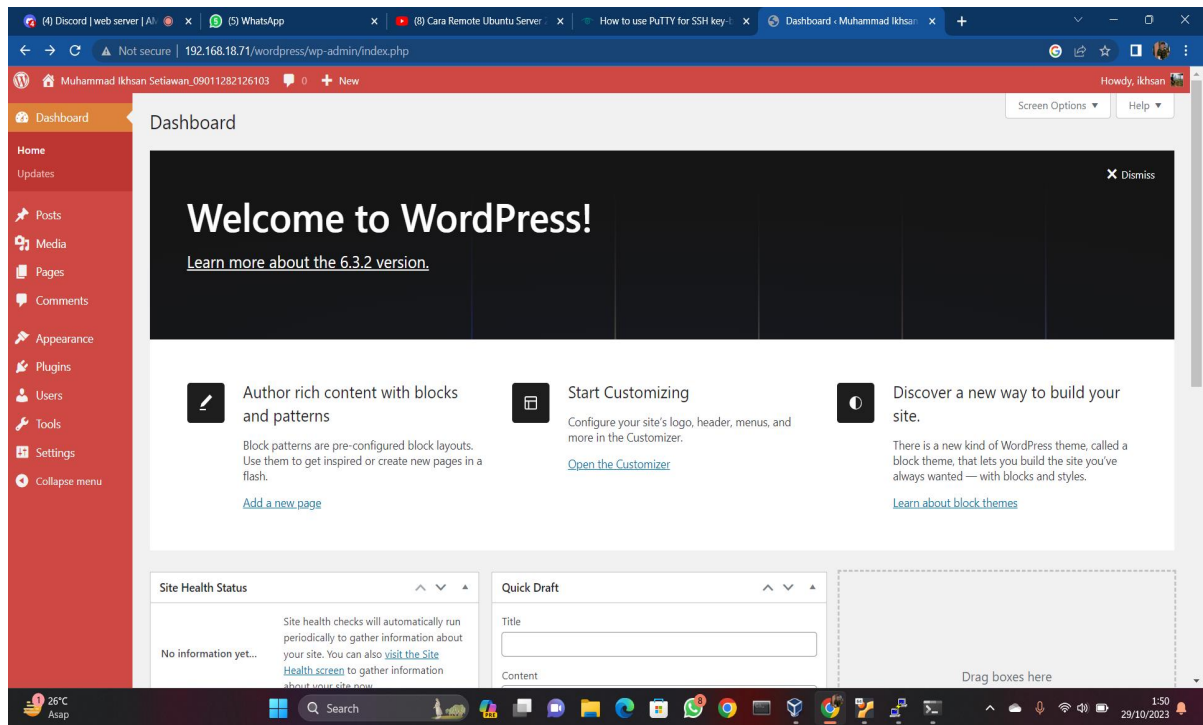 (4) Discord | web server | AI
(5) WhatsApp
(8) Cara Remote Ubuntu Server
How to use PuTTY for SSH key-b
Dashboard ‹ Muhammad Ikhsan
Not secure | 192.168.18.71/wordpress/wp-admin/index.php
Muhammad Ikhsan Setiawan_09011282126103 0 + New
Howdy, ikhsan
Screen Options ▼
Help ▼
Dashboard
Home
Updates
Posts
Media
Pages
Comments
Appearance
Plugins
Users
Tools
Settings
Collapse menu
Dashboard
Dismiss
Welcome to WordPress!
Learn more about the 6.3.2 version.
Author rich content with blocks
and patterns
Block patterns are pre-configured block layouts.
Use them to get inspired or create new pages in a
flash.
Add a new page
Start Customizing
Configure your site's logo, header, menus, and
more in the Customizer.
Open the Customizer
Discover a new way to build your
site.
There is a new kind of WordPress theme, called a
block theme, that lets you build the site you've
always wanted — with blocks and styles.
Learn about block themes
Site Health Status
No information yet...
Site health checks will automatically run
periodically to gather information about
your site. You can also visit the Site
Health screen to gather information
about your site now.
Quick Draft
Title
Content
Drag boxes here
1
26°C
Asap
Search
PRE
1:50
29/10/2023